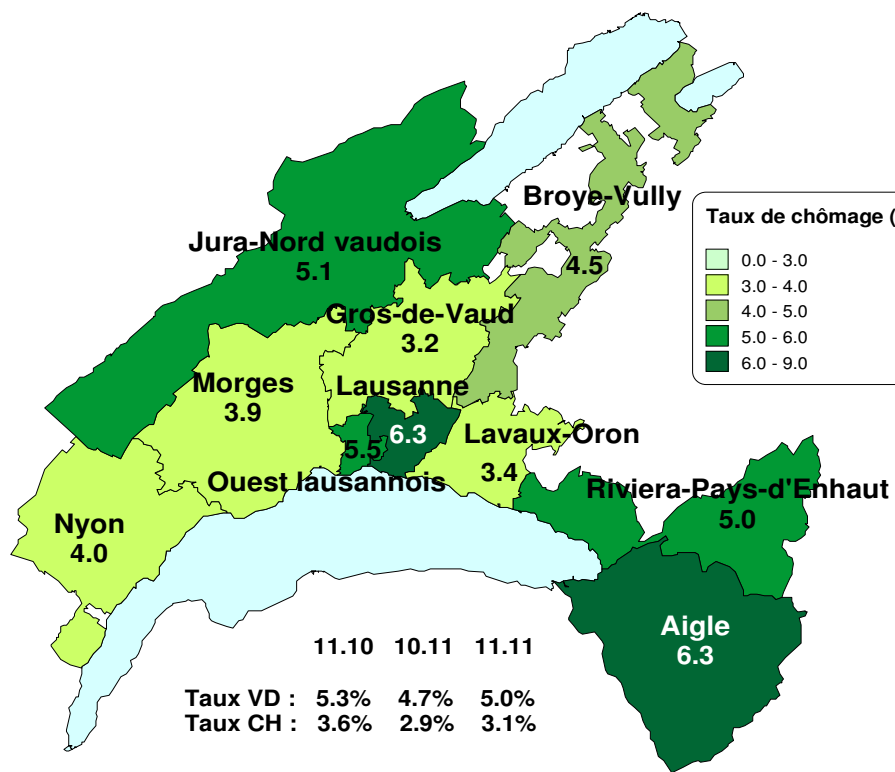 Broye-Vully
4.5
Taux de chômage (
0.0 - 3.0
3.0 - 4.0
4.0 - 5.0
5.0 - 6.0
6.0 - 9.0
Jura-Nord vaudois
5.1
Gros-de-Vaud
3.2
Morges
3.9
Lausanne
6.3
5.5
Ouest lausannois
Lavaux-Oron
3.4
Riviera-Pays-d'Enhaut
5.0
Nyon
4.0
Aigle
6.3
11.10 10.11 11.11
Taux VD : 5.3% 4.7% 5.0%
Taux CH : 3.6% 2.9% 3.1%